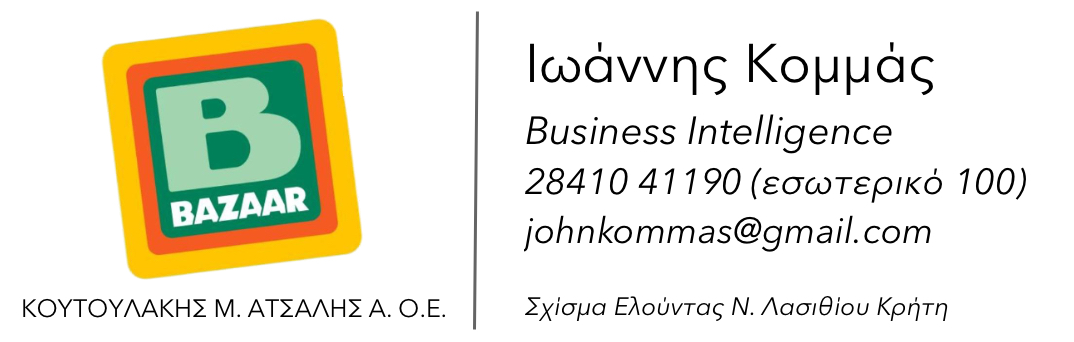 B
BAZAAR
ΚΟΥΤΟΥΛΑΚΗΣ Μ. ΑΤΣΑΛΗΣ Α. Ο.Ε.
Ιωάννης Κομμάς
Business Intelligence
28410 41190 (εσωτερικό 100)
johnkommas@gmail.com
Σχίσμα Ελούντας Ν. Λασιθίου Κρήτη